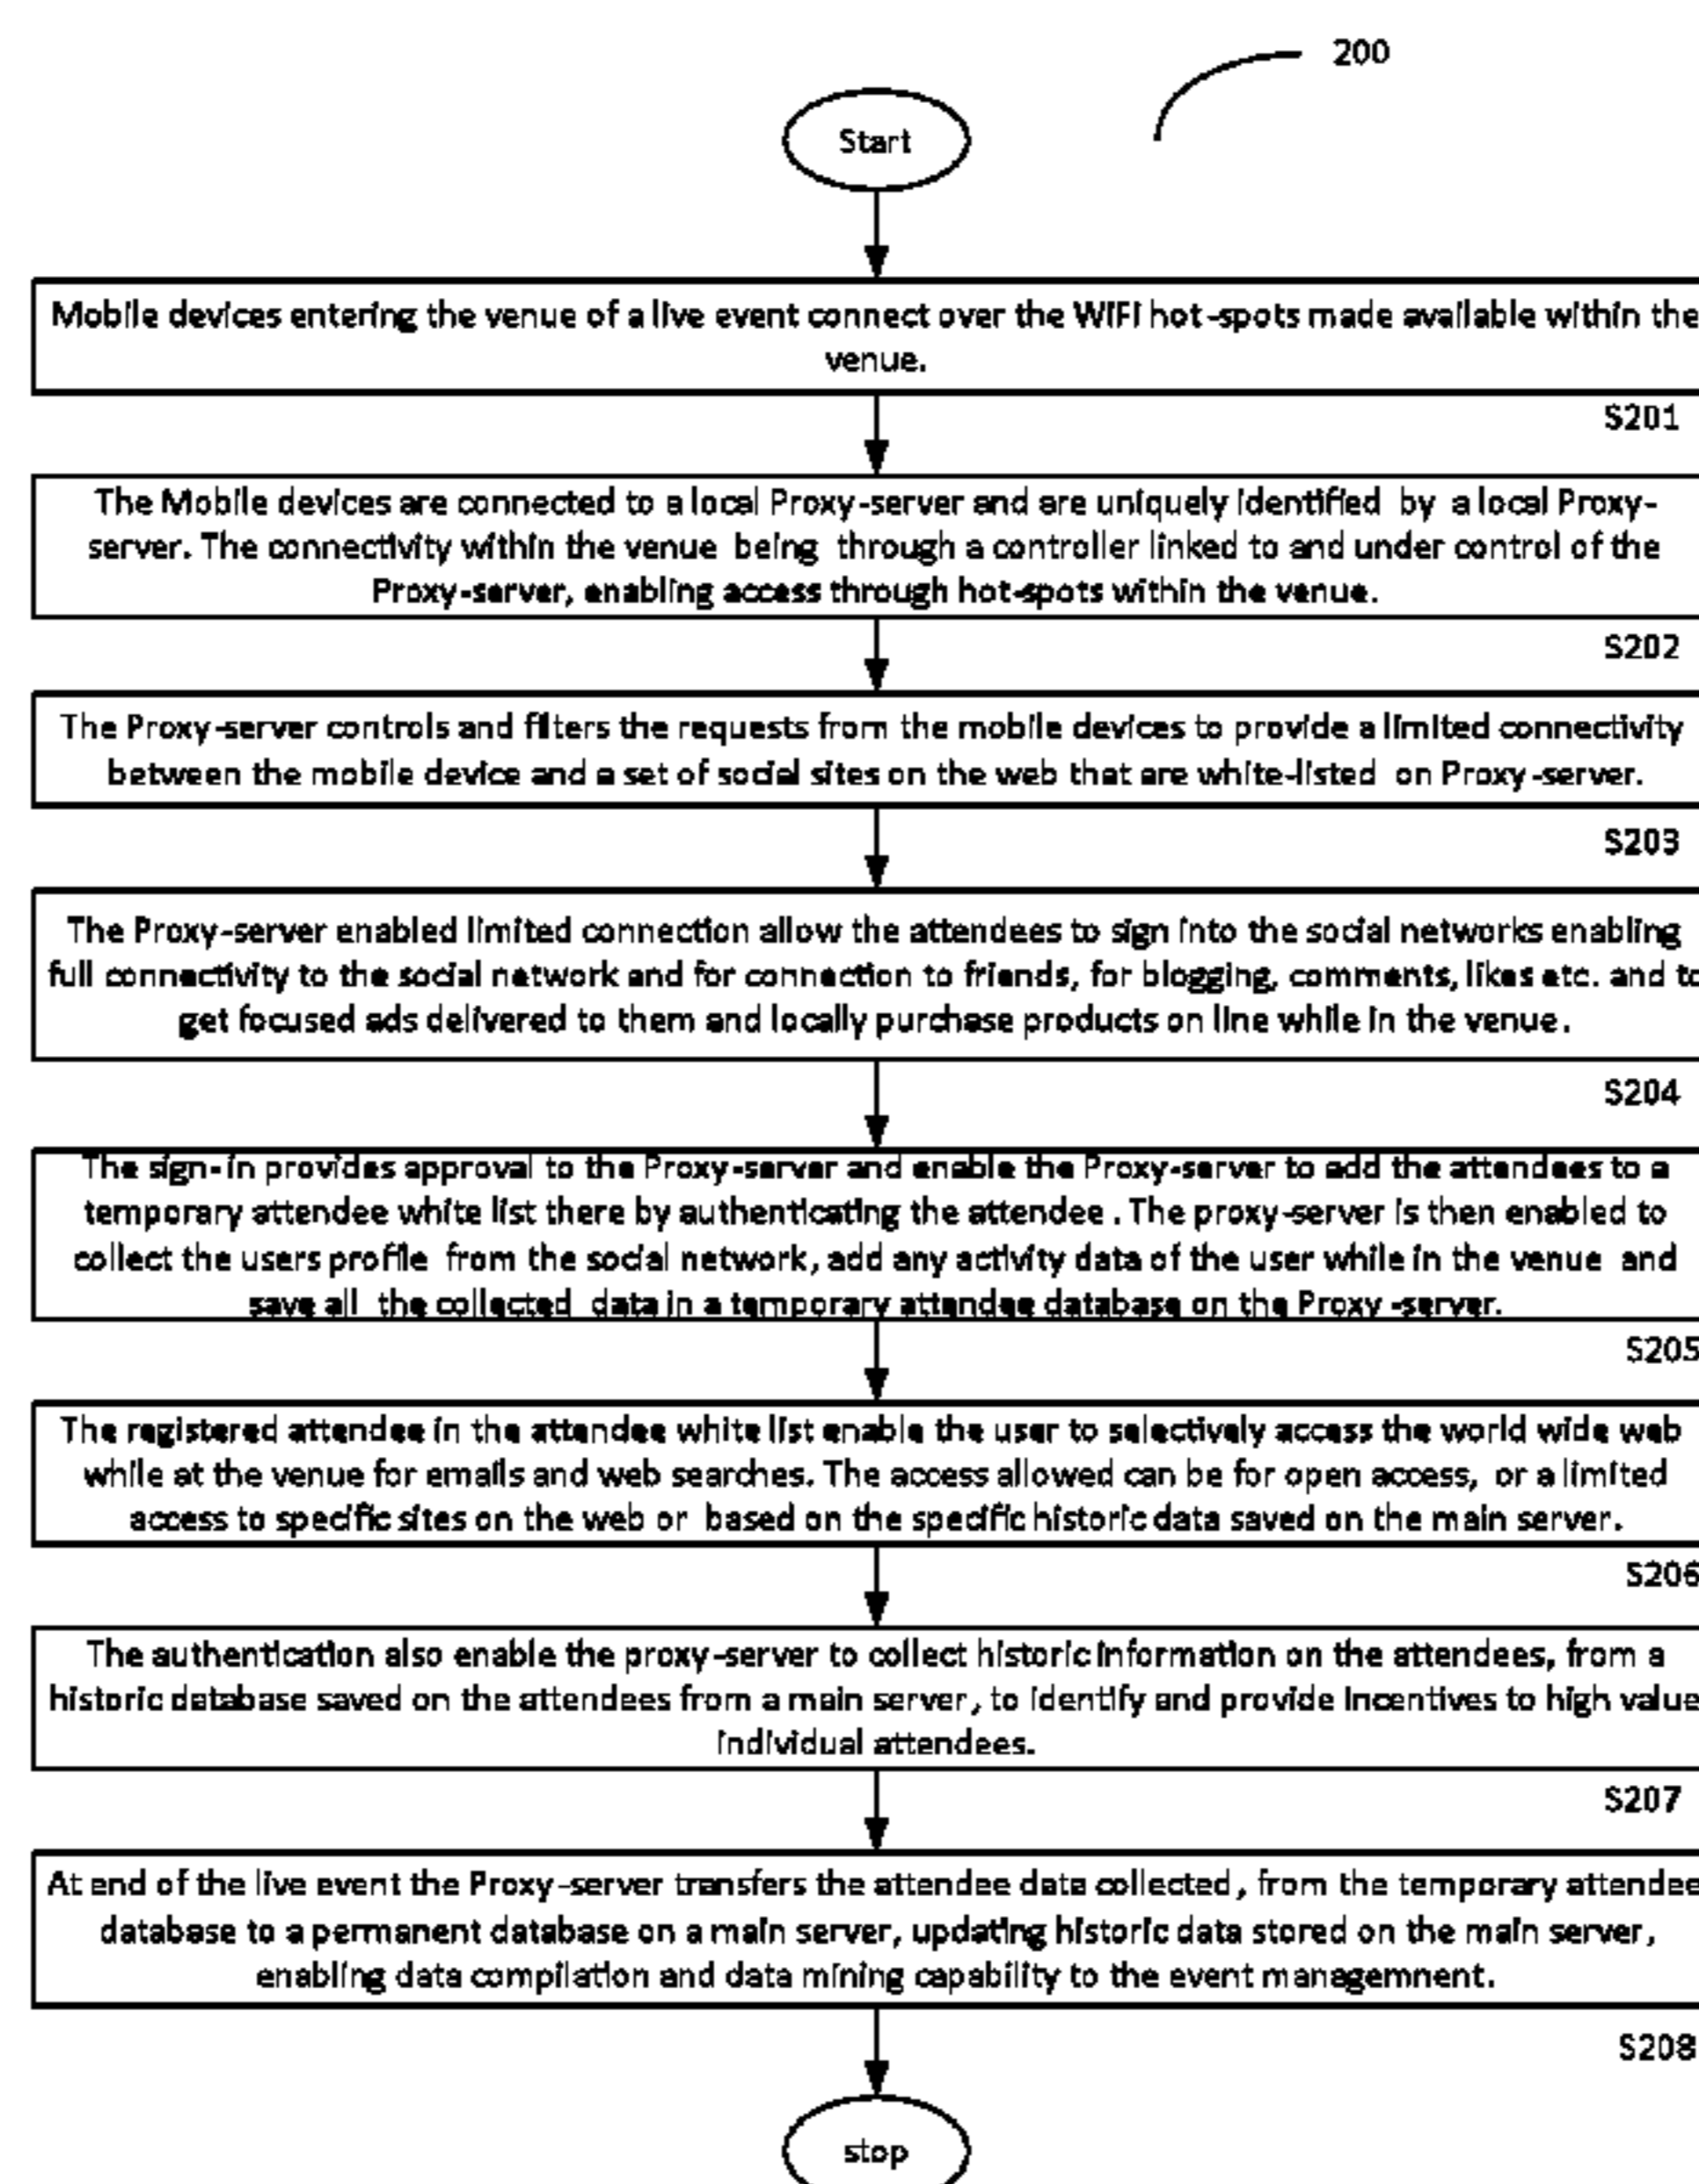 200
Start
Mobile devices entering the venue of a live event connect over the WIFI hot-spots made available within the
venue.
S201
The Mobile devices are connected to a local Proxy-server and are uniquely identified by a local Proxy-
server. The connectivity within the venue being through a controller linked to and under control of the
Proxy-server, enabling access through hot-spots within the venue.
S202
The Proxy-server controls and filters the requests from the mobile devices to provide a limited connectivity
between the mobile device and a set of social sites on the web that are white-listed on Proxy-server.
S203
The Proxy-server enabled limited connection allow the attendees to sign into the social networks enabling
full connectivity to the social network and for connection to friends, for blogging, comments, likes etc. and to
get focused ads delivered to them and locally purchase products on line while in the venue.
S204
The sign-in provides approval to the Proxy-server and enable the Proxy-server to add the attendees to a
temporary attendee white list there by authenticating the attendee. The proxy-server is then enabled to
collect the users profile from the social network, add any activity data of the user while in the venue and
save all the collected data in a temporary attendee database on the Proxy-server.
S205
The registered attendee in the attendee white list enable the user to selectively access the world wide web
while at the venue for emails and web searches. The access allowed can be for open access, or a limited
access to specific sites on the web or based on the specific historic data saved on the main server.
S206
The authentication also enable the proxy-server to collect historic information on the attendees, from a
historic database saved on the attendees from a main server, to identify and provide incentives to high value
individual attendees.
S207
At end of the live event the Proxy-server transfers the attendee data collected, from the temporary attendee
database to a permanent database on a main server, updating historic data stored on the main server,
enabling data compilation and data mining capability to the event managemnent.
S208
stop